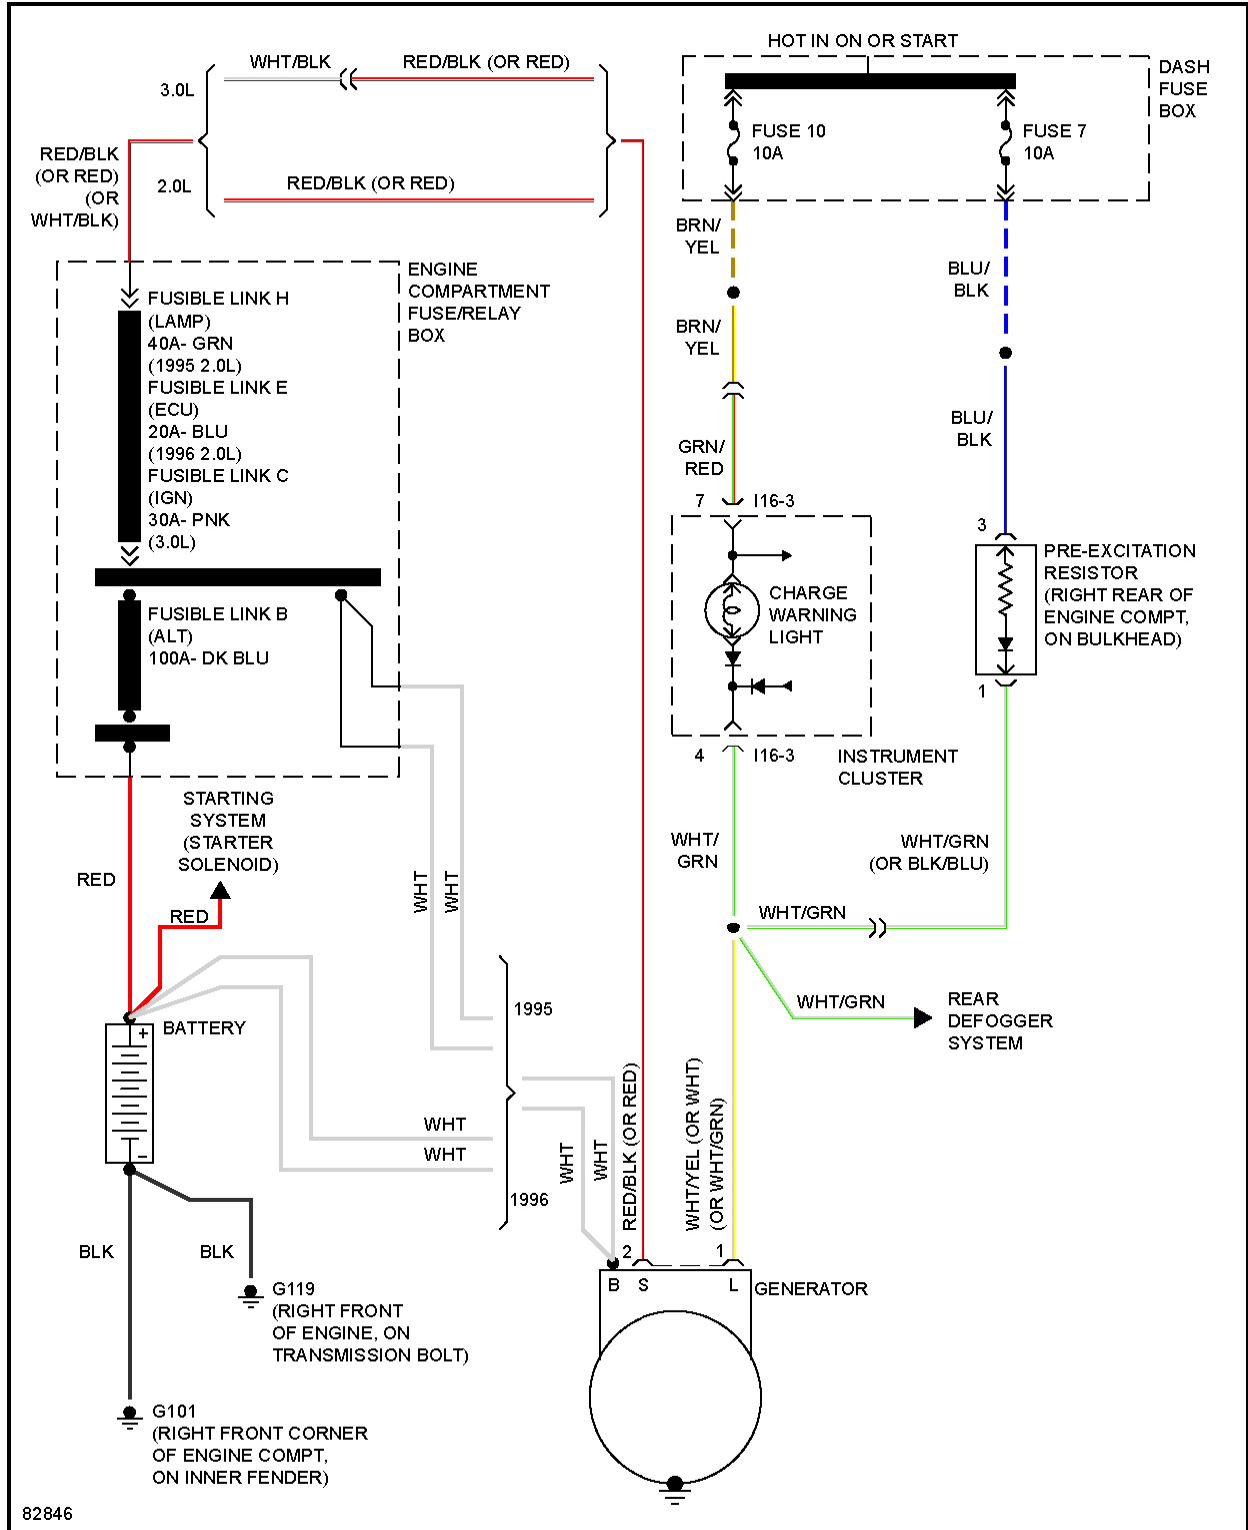 HOT IN ON OR START
DASH
FUSE
BOX
FUSE 10
10A
FUSE 7
10A
WHT/BLK
RED/BLK (OR RED)
3.0L
2.0L
RED/BLK (OR RED)
RED/BLK
(OR RED)
(OR
WHT/BLK)
BRN/
YEL
BLU/
BLK
BRN/
YEL
BLU/
BLK
GRN/
RED
ENGINE
COMPARTMENT
FUSE/RELAY
BOX
FUSIBLE LINK H
(LAMP)
40A- GRN
(1995 2.0L)
FUSIBLE LINK E
(ECU)
20A- BLU
(1996 2.0L)
FUSIBLE LINK C
(IGN)
30A- PNK
(3.0L)
FUSIBLE LINK B
(ALT)
100A- DK BLU
7
I16-3
CHARGE
WARNING
LIGHT
4
I16-3
INSTRUMENT
CLUSTER
3
PRE-EXCITATION
RESISTOR
(RIGHT REAR OF
ENGINE COMPT,
ON BULKHEAD)
1
STARTING
SYSTEM
(STARTER
SOLENOID)
RED
RED
WHT
WHT
WHT/
GRN
WHT/GRN
(OR BLK/BLU)
WHT/GRN
WHT/GRN
REAR
DEFOGGER
SYSTEM
+
BATTERY
-
1995
WHT
WHT
1996
WHT
WHT
RED/BLK (OR RED)
WHT/YEL (OR WHT)
(OR WHT/GRN)
2
1
B
S
L
GENERATOR
BLK
BLK
G119
(RIGHT FRONT
OF ENGINE, ON
TRANSMISSION BOLT)
G101
(RIGHT FRONT CORNER
OF ENGINE COMPT,
ON INNER FENDER)
82846